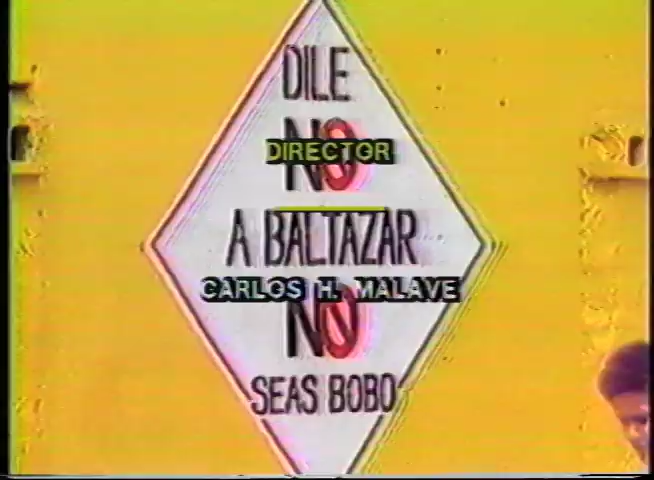 DILE
NO
DIRECTOR
A BALTAZAR
CARLOS H. MALAVE
NO
SEAS BOBO